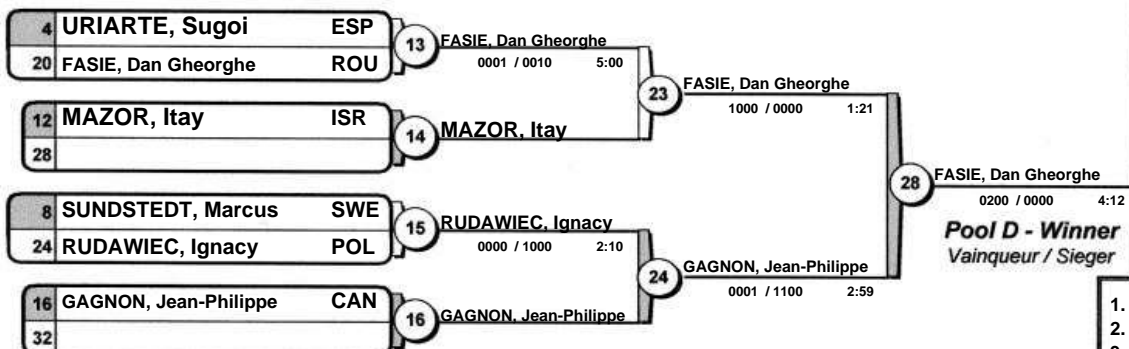 4 URIARTE, Sugoi ESP
20 FASIE, Dan Gheorghe ROU
13 FASIE, Dan Gheorghe
0001 / 0010 5:00
12 MAZOR, Itay ISR
28
14 MAZOR, Itay
23 FASIE, Dan Gheorghe
1000 / 0000 1:21
8 SUNDSTEDT, Marcus SWE
24 RUDAWIEC, Ignacy POL
15 RUDAWIEC, Ignacy
0000 / 1000 2:10
16 GAGNON, Jean-Philippe CAN
32
16 GAGNON, Jean-Philippe
24 GAGNON, Jean-Philippe
0001 / 1100 2:59
28 FASIE, Dan Gheorghe
0200 / 0000 4:12
Pool D - Winner
Vainqueur / Sieger
1.
2.